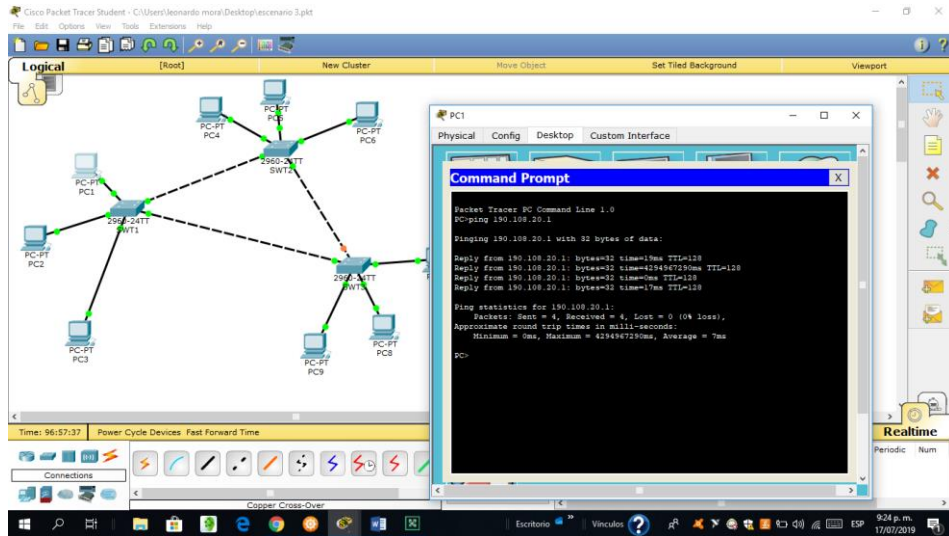 Cisco Packet Tracer Student - C:\Users\leonardo mora\Desktop\escenario 3.pkt
File Edit Options View Tools Extensions Help
Logical [Root] New Cluster Move Object Set Tiled Background Viewport
PC-PT
PC5
PC-PT
PC4
PC-PT
PC6
2960-24TT
SWT2
PC-PT
PC1
2960-24TT
SWT1
PC-PT
PC2
2960-24TT
SWT3
PC-PT
PC3
PC-PT
PC8
PC-PT
PC9
PC1
Physical Config Desktop Custom Interface
Command Prompt X
Packet Tracer PC Command Line 1.0
PC>ping 190.108.20.1
Pinging 190.108.20.1 with 32 bytes of data:
Reply from 190.108.20.1: bytes=32 time=19ms TTL=128
Reply from 190.108.20.1: bytes=32 time=4294967290ms TTL=128
Reply from 190.108.20.1: bytes=32 time=0ms TTL=128
Reply from 190.108.20.1: bytes=32 time=17ms TTL=128
Ping statistics for 190.108.20.1:
Packets: Sent = 4, Received = 4, Lost = 0 (0% loss),
Approximate round trip times in milli-seconds:
Minimum = 0ms, Maximum = 4294967290ms, Average = 7ms
PC>
Time: 96:57:37 Power Cycle Devices Fast Forward Time Realtime
Periodic Num
Connections
Copper Cross-Over
Escritorio Vínculos ESP 9:24 p. m.
17/07/2019